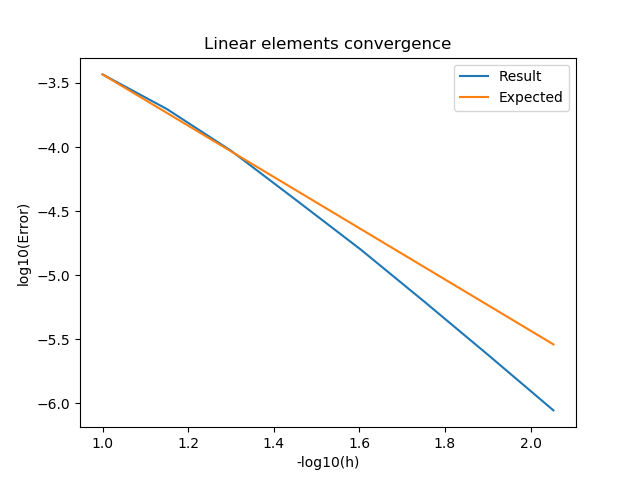 Linear elements convergence
Result
Expected
log10(Error)
−3.5
−4.0
−4.5
−5.0
−5.5
−6.0
1.0 1.2 1.4 1.6 1.8 2.0
-log10(h)